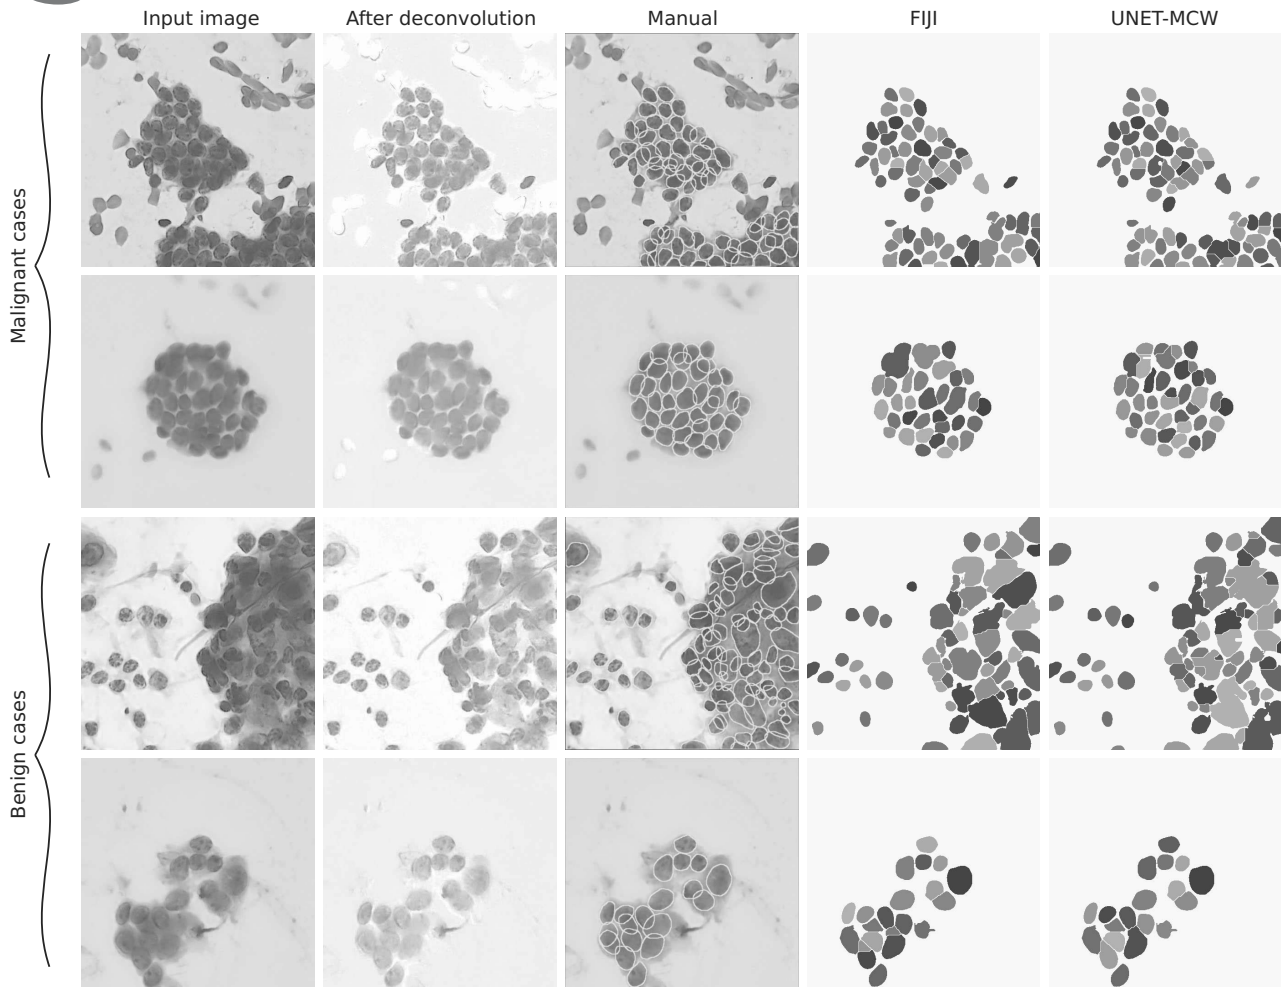 Input image
After deconvolution
Manual
FIJI
UNET-MCW
Malignant cases
Benign cases